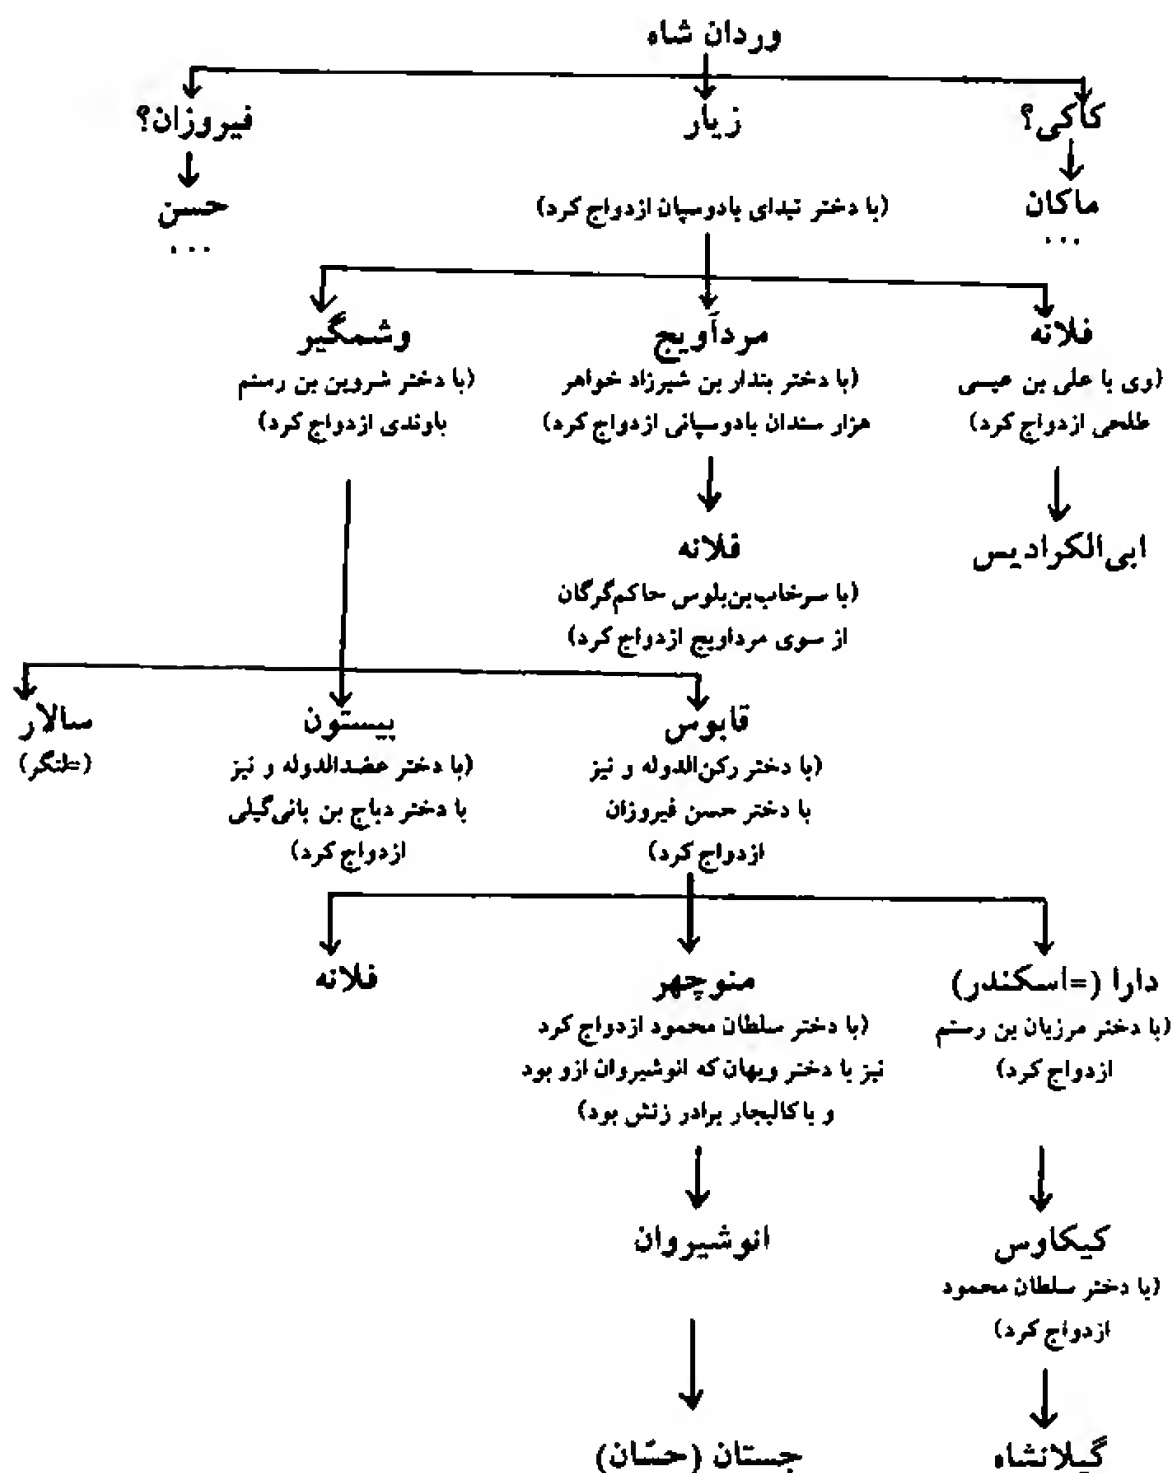 وردان شاه
کاکی؟
زیار
فیروزان؟
ماکان
...
(با دختر تیدای بادوسپان ازدواج کرد)
حسن
...
فلانه
(وی با علی بن عیسی
طلحی ازدواج کرد)
مردآویج
(با دختر بندار بن شیرزاد خواهر
هزار سندان بادوسپانی ازدواج کرد)
وشمگیر
(با دختر شروین بن رستم
باوندی ازدواج کرد)
ابی‌الکرادیس
فلانه
(با سرخاب‌بن‌بلوس حاکم‌گرگان
از سوی مرداویج ازدواج کرد)
قابوس
(با دختر رکن‌الدوله و نیز
با دختر حسن فیروزان
ازدواج کرد)
بیستون
(با دختر عضدالدوله و نیز
با دختر دباج بن بانی‌گیلی
ازدواج کرد)
سالار
(=لنگر)
دارا (=اسکندر)
(با دختر مرزبان بن رستم
ازدواج کرد)
منوچهر
(با دختر سلطان محمود ازدواج کرد
نیز با دختر ویهان که انوشیروان ازو بود
و باکالیجار برادر زنش بود)
فلانه
کیکاوس
(با دختر سلطان محمود
ازدواج کرد)
انوشیروان
گیلانشاه
جستان (حسّان)